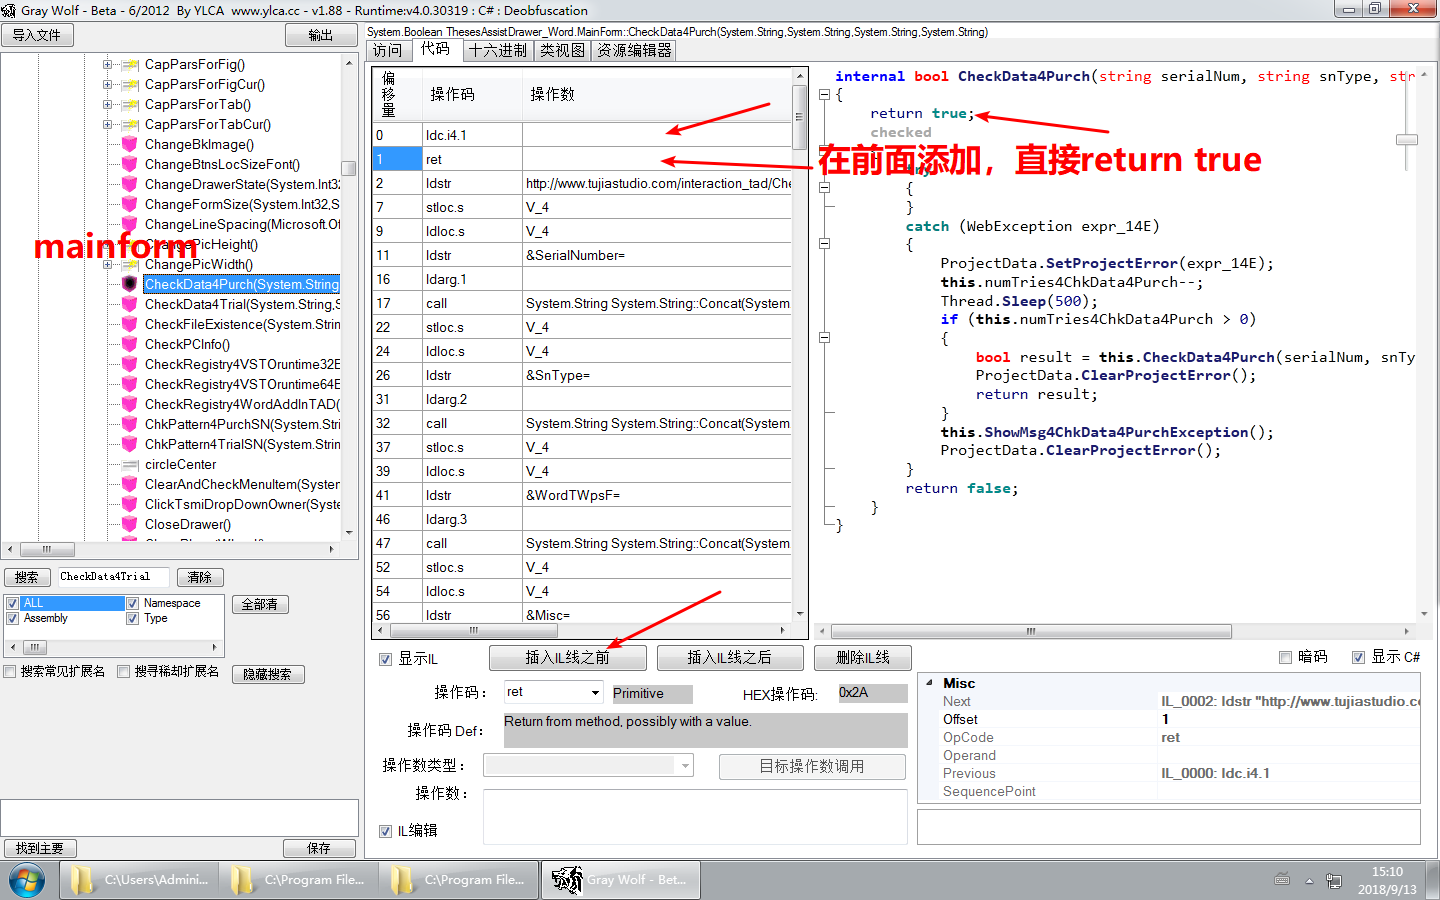 Gray Wolf - Beta - 6/2012  By YLCA  www.ylca.cc - v1.88 - Runtime:v4.0.30319 : C# : Deobfuscation
导入文件
输出
CapParsForFig()
CapParsForFigCur()
CapParsForTab()
CapParsForTabCur()
ChangeBkImage()
ChangeBtnsLocSizeFont()
ChangeDrawerState(System.Int32
ChangeFormSize(System.Int32,S
ChangeLineSpacing(Microsoft.Of
ChangePicHeight()
mainform
ChangePicWidth()
CheckData4Purch(System.String
CheckData4Trial(System.String,S
CheckFileExistence(System.Strin
CheckPCInfo()
CheckRegistry4VSTOruntime32E
CheckRegistry4VSTOruntime64E
CheckRegistry4WordAddInTAD(
ChkPattern4PurchSN(System.Stri
ChkPattern4TrialSN(System.String
circleCenter
ClearAndCheckMenuItem(System
ClickTsmiDropDownOwner(Syste
CloseDrawer()
搜索 CheckData4Trial 清除
ALL Namespace
Assembly Type
全部清
搜索常见扩展名 搜寻稀却扩展名 隐藏搜索
找到主要 保存
System.Boolean ThesesAssistDrawer_Word.MainForm::CheckData4Purch(System.String,System.String,System.String,System.String)
访问 代码 十六进制 类视图 资源编辑器
偏移量 操作码 操作数
0 ldc.i4.1
1 ret
2 ldstr http://www.tujiastudio.com/interaction_tad/Che
7 stloc.s V_4
9 ldloc.s V_4
11 ldstr &SerialNumber=
16 ldarg.1
17 call System.String System.String::Concat(System.
22 stloc.s V_4
24 ldloc.s V_4
26 ldstr &SnType=
31 ldarg.2
32 call System.String System.String::Concat(System.
37 stloc.s V_4
39 ldloc.s V_4
41 ldstr &WordTWpsF=
46 ldarg.3
47 call System.String System.String::Concat(System.
52 stloc.s V_4
54 ldloc.s V_4
56 ldstr &Misc=
internal bool CheckData4Purch(string serialNum, string snType, str
{
return true;
checked
在前面添加，直接return true
{
}
catch (WebException expr_14E)
{
ProjectData.SetProjectError(expr_14E);
this.numTries4ChkData4Purch--;
Thread.Sleep(500);
if (this.numTries4ChkData4Purch > 0)
{
bool result = this.CheckData4Purch(serialNum, snTy
ProjectData.ClearProjectError();
return result;
}
this.ShowMsg4ChkData4PurchException();
ProjectData.ClearProjectError();
}
return false;
}
}
显示IL 插入IL线之前 插入IL线之后 删除IL线
暗码 显示 C#
操作码： ret Primitive HEX操作码: 0x2A
操作码 Def： Return from method, possibly with a value.
操作数类型： 目标操作数调用
操作数：
IL编辑
Misc
Next IL_0002: ldstr "http://www.tujiastudio.co
Offset 1
OpCode ret
Operand
Previous IL_0000: ldc.i4.1
SequencePoint
C:\Users\Admini... C:\Program File... C:\Program File... Gray Wolf - Bet...
15:10
2018/9/13